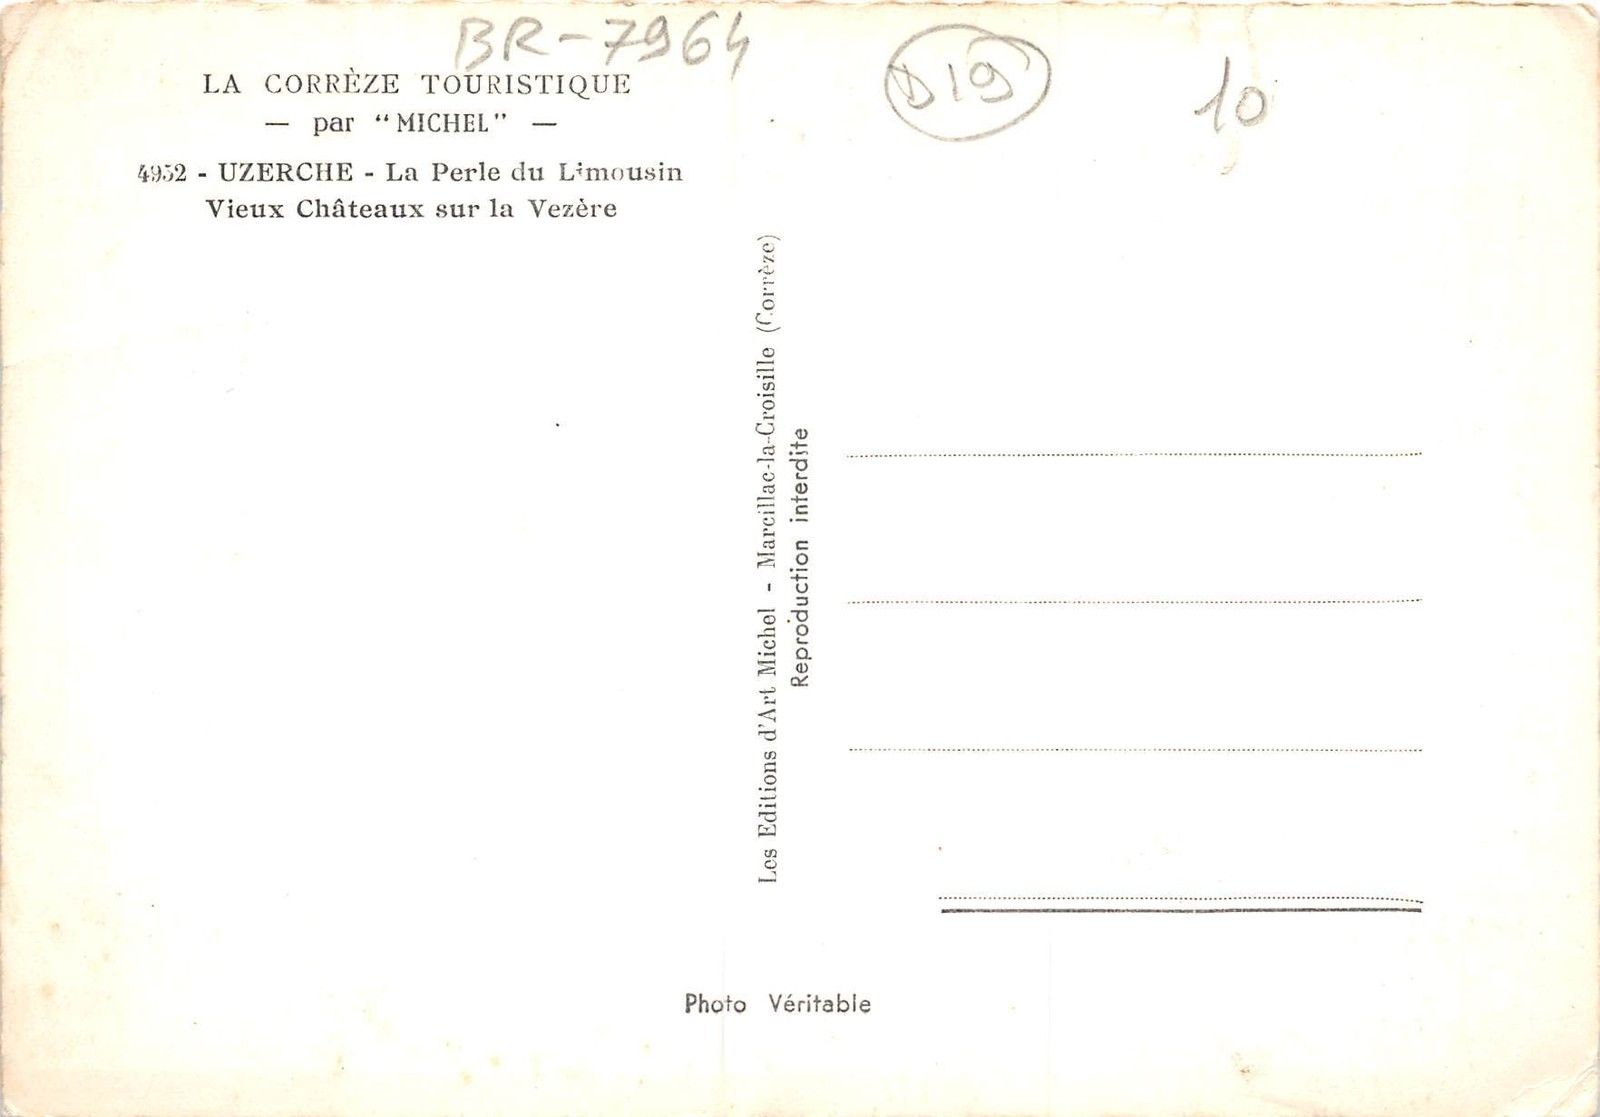 BR-7964
D19
10
LA CORRÈZE TOURISTIQUE
— par "MICHEL" —
4952 - UZERCHE - La Perle du Limousin
Vieux Châteaux sur la Vezère
Les Editions d'Art Michel - Marcillac-la-Croisille (Corrèze)
Reproduction interdite
Photo Véritable